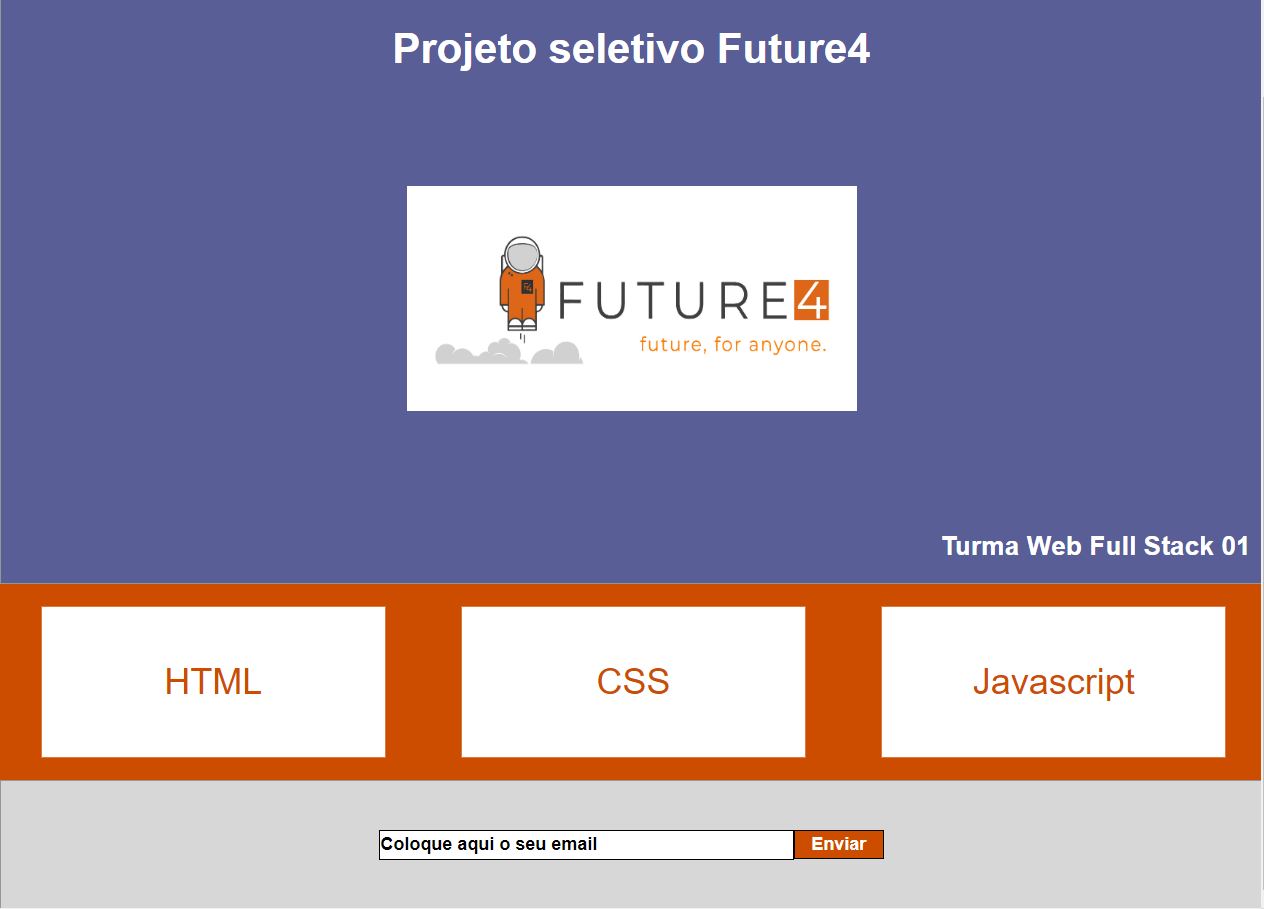 Projeto seletivo Future4
F4
FUTURE4
future, for anyone.
Turma Web Full Stack 01
HTML
CSS
Javascript
Coloque aqui o seu email
Enviar